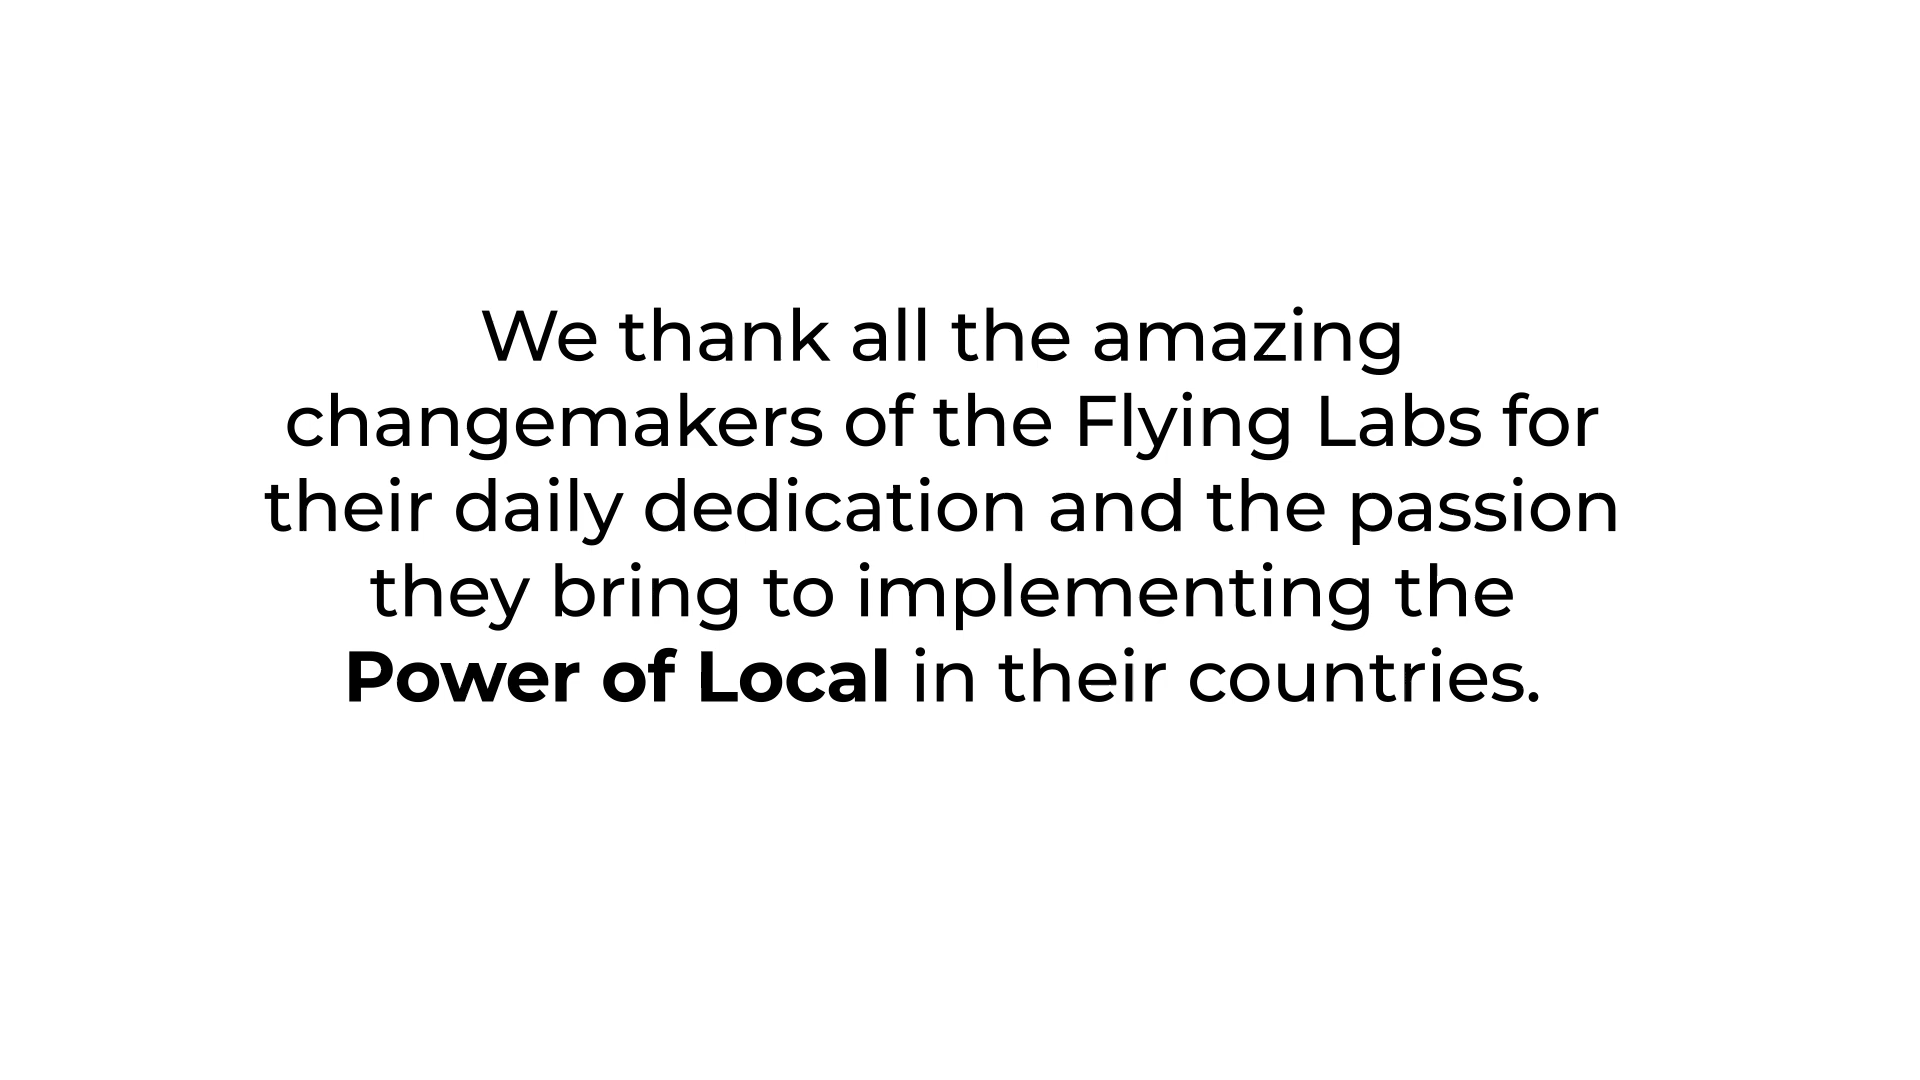 We thank all the amazing
changemakers of the Flying Labs for
their daily dedication and the passion
they bring to implementing the
Power of Local in their countries.